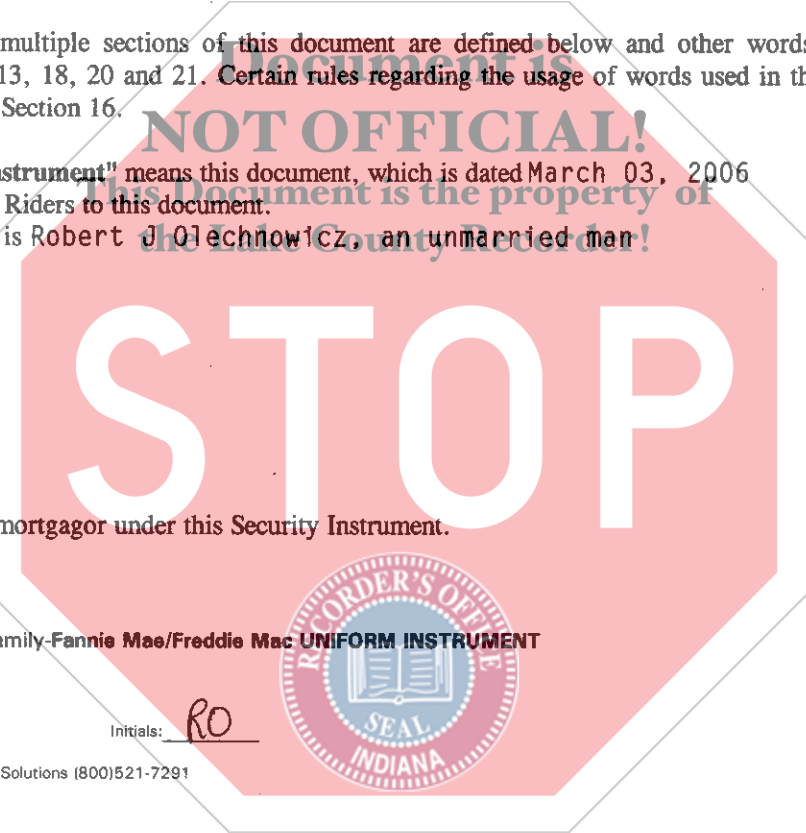 multiple sections of this document are defined below and other words
Document is
13, 18, 20 and 21. Certain rules regarding the usage of words used in th
Section 16.
NOT OFFICIAL!
strument" means this document, which is dated March 03, 2006
This Document is the property of
Riders to this document.
is Robert J Olechnowicz, an unmarried man
the Lake County Recorder!
STOP
mortgagor under this Security Instrument.
RECORDER'S OFFICE
amily-Fannie Mae/Freddie Mac UNIFORM INSTRUMENT
Initials: RO
SEAL
INDIANA
Solutions (800)521-7291